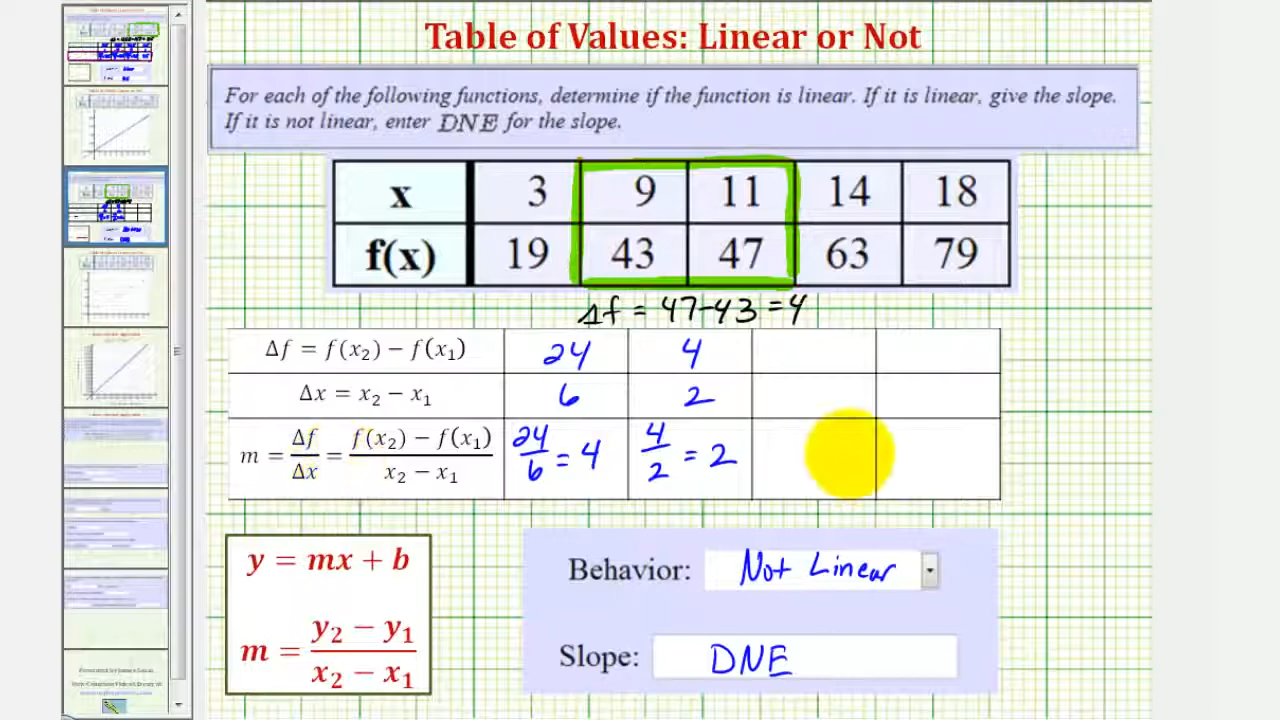 Table of Values: Linear or Not
For each of the following functions, determine if the function is linear. If it is linear, give the slope.
If it is not linear, enter DNE for the slope.
x 3 9 11 14 18
f(x) 19 43 47 63 79
Δf = 47-43 = 4
Δf = f(x₂) − f(x₁) 24 4
Δx = x₂ − x₁ 6 2
m = Δf/Δx = (f(x₂) − f(x₁))/(x₂ − x₁) 24/6 = 4 4/2 = 2
y = mx + b
m = (y₂ − y₁)/(x₂ − x₁)
Behavior: Not Linear
Slope: DNE